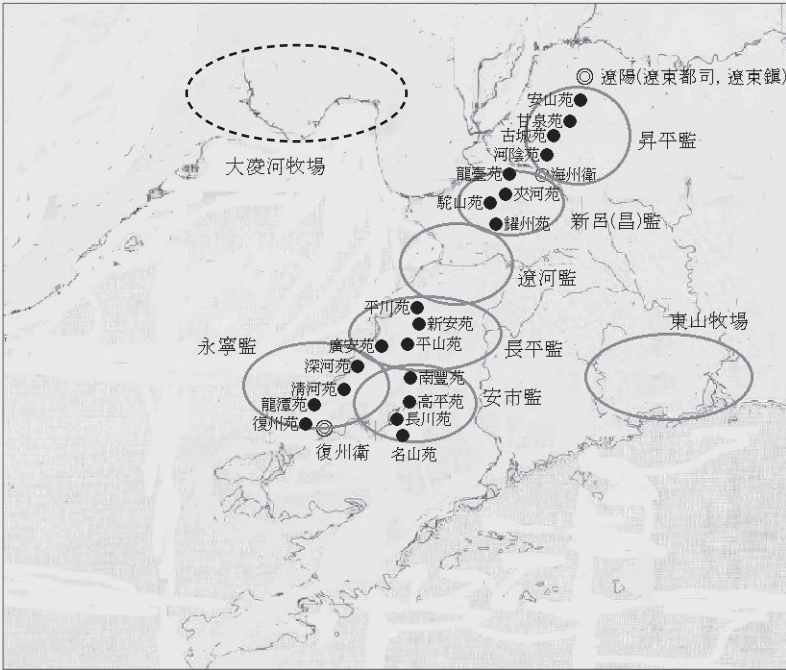 遼陽(遼東都司, 遼東鎭)
安山苑
甘泉苑
古城苑
昇平監
河陰苑
大凌河牧場
龍臺苑
海州衛
夾河苑
駝山苑
新呂(昌)監
耀州苑
遼河監
平川苑
新安苑
東山牧場
永寧監
廣安苑
平山苑
長平監
深河苑
南豐苑
清河苑
安市監
高平苑
龍潭苑
長川苑
復州苑
復州衛
名山苑